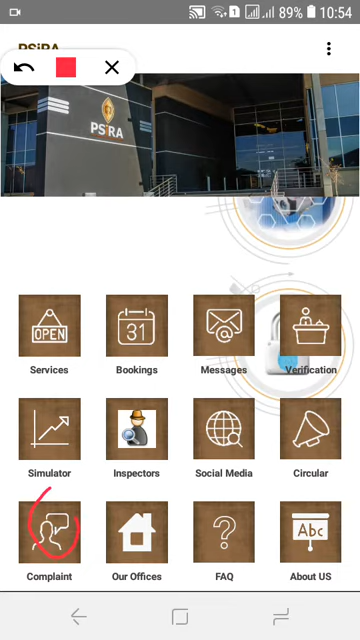 1 89% 10:54
PSiRA
PSiRA
OPEN 31 @
Services Bookings Messages Verification
Simulator Inspectors Social Media Circular
? Abc
Complaint Our Offices FAQ About US